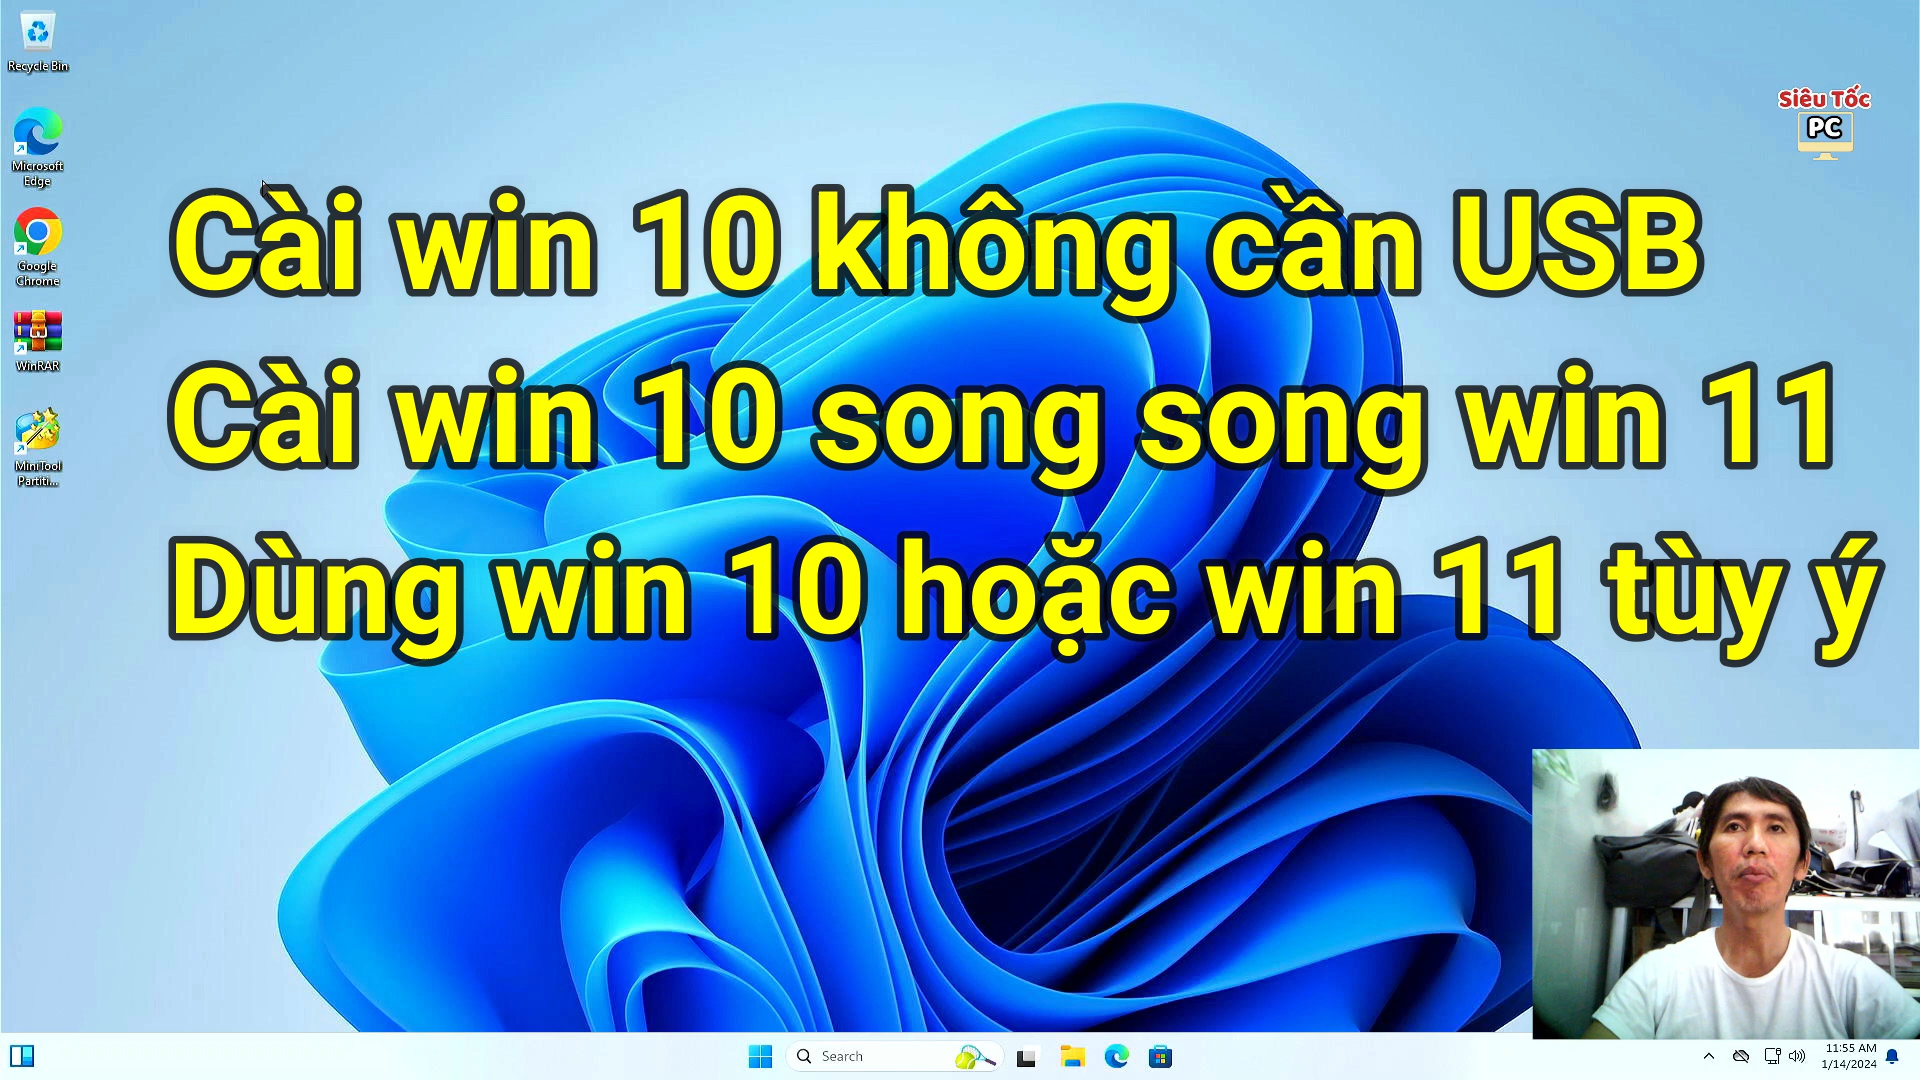 Recycle Bin
Microsoft
Edge
Google
Chrome
WinRAR
MiniTool
Partiti...
Siêu Tốc
PC
Cài win 10 không cần USB
Cài win 10 song song win 11
Dùng win 10 hoặc win 11 tùy ý
Search
11:55 AM
1/14/2024